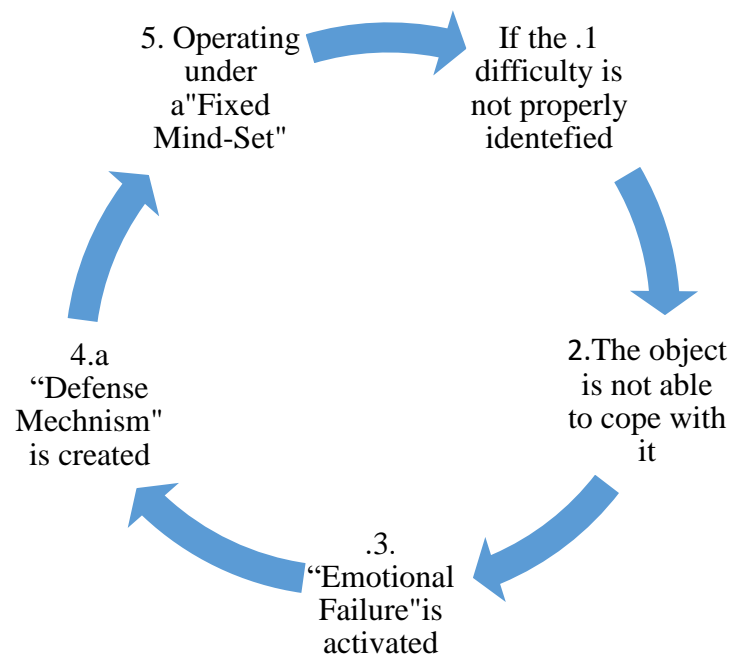 If the .1
difficulty is
not properly
identefied
2.The object
is not able
to cope with
it
.3.
“Emotional
Failure"is
activated
4.a
“Defense
Mechnism"
is created
5. Operating
under
a"Fixed
Mind-Set"